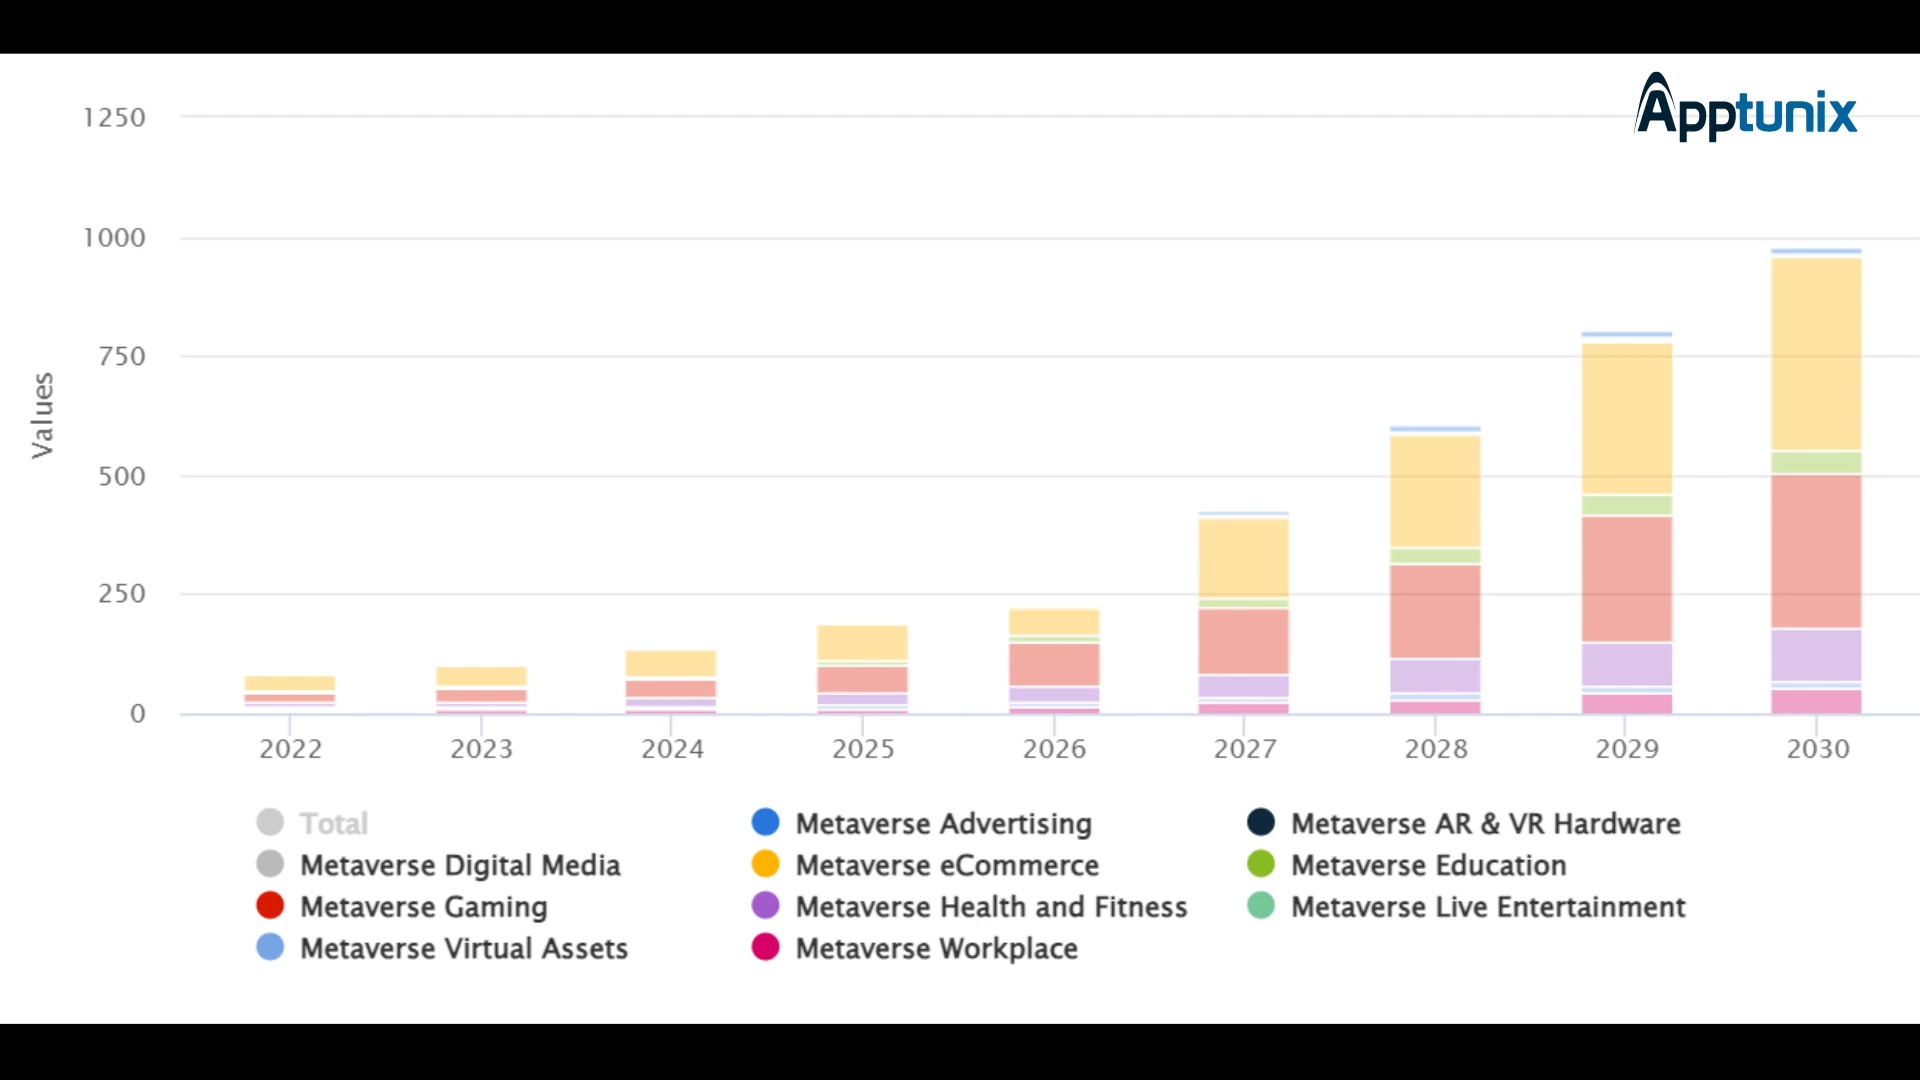 Apptunix
1250
1000
750
500
250
0
Values
2022 2023 2024 2025 2026 2027 2028 2029 2030
Total Metaverse Advertising Metaverse AR & VR Hardware
Metaverse Digital Media Metaverse eCommerce Metaverse Education
Metaverse Gaming Metaverse Health and Fitness Metaverse Live Entertainment
Metaverse Virtual Assets Metaverse Workplace